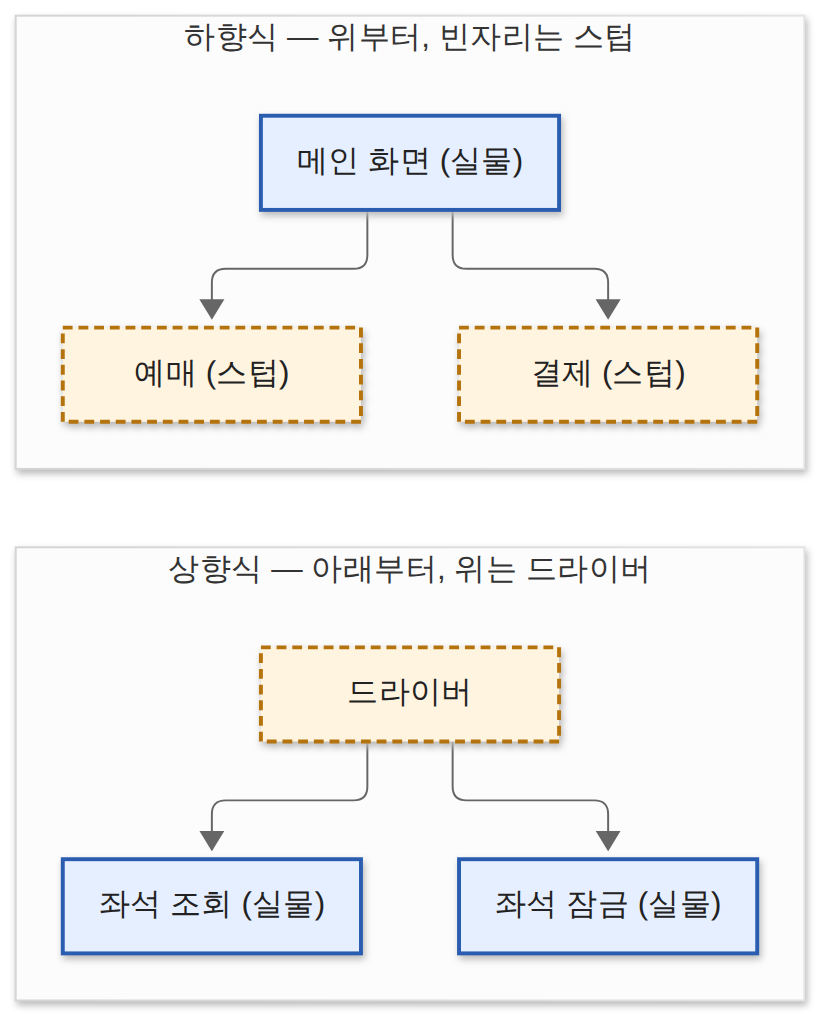 하향식 — 위부터, 빈자리는 스텁
메인 화면 (실물)
예매 (스텁)
결제 (스텁)
상향식 — 아래부터, 위는 드라이버
드라이버
좌석 조회 (실물)
좌석 잠금 (실물)